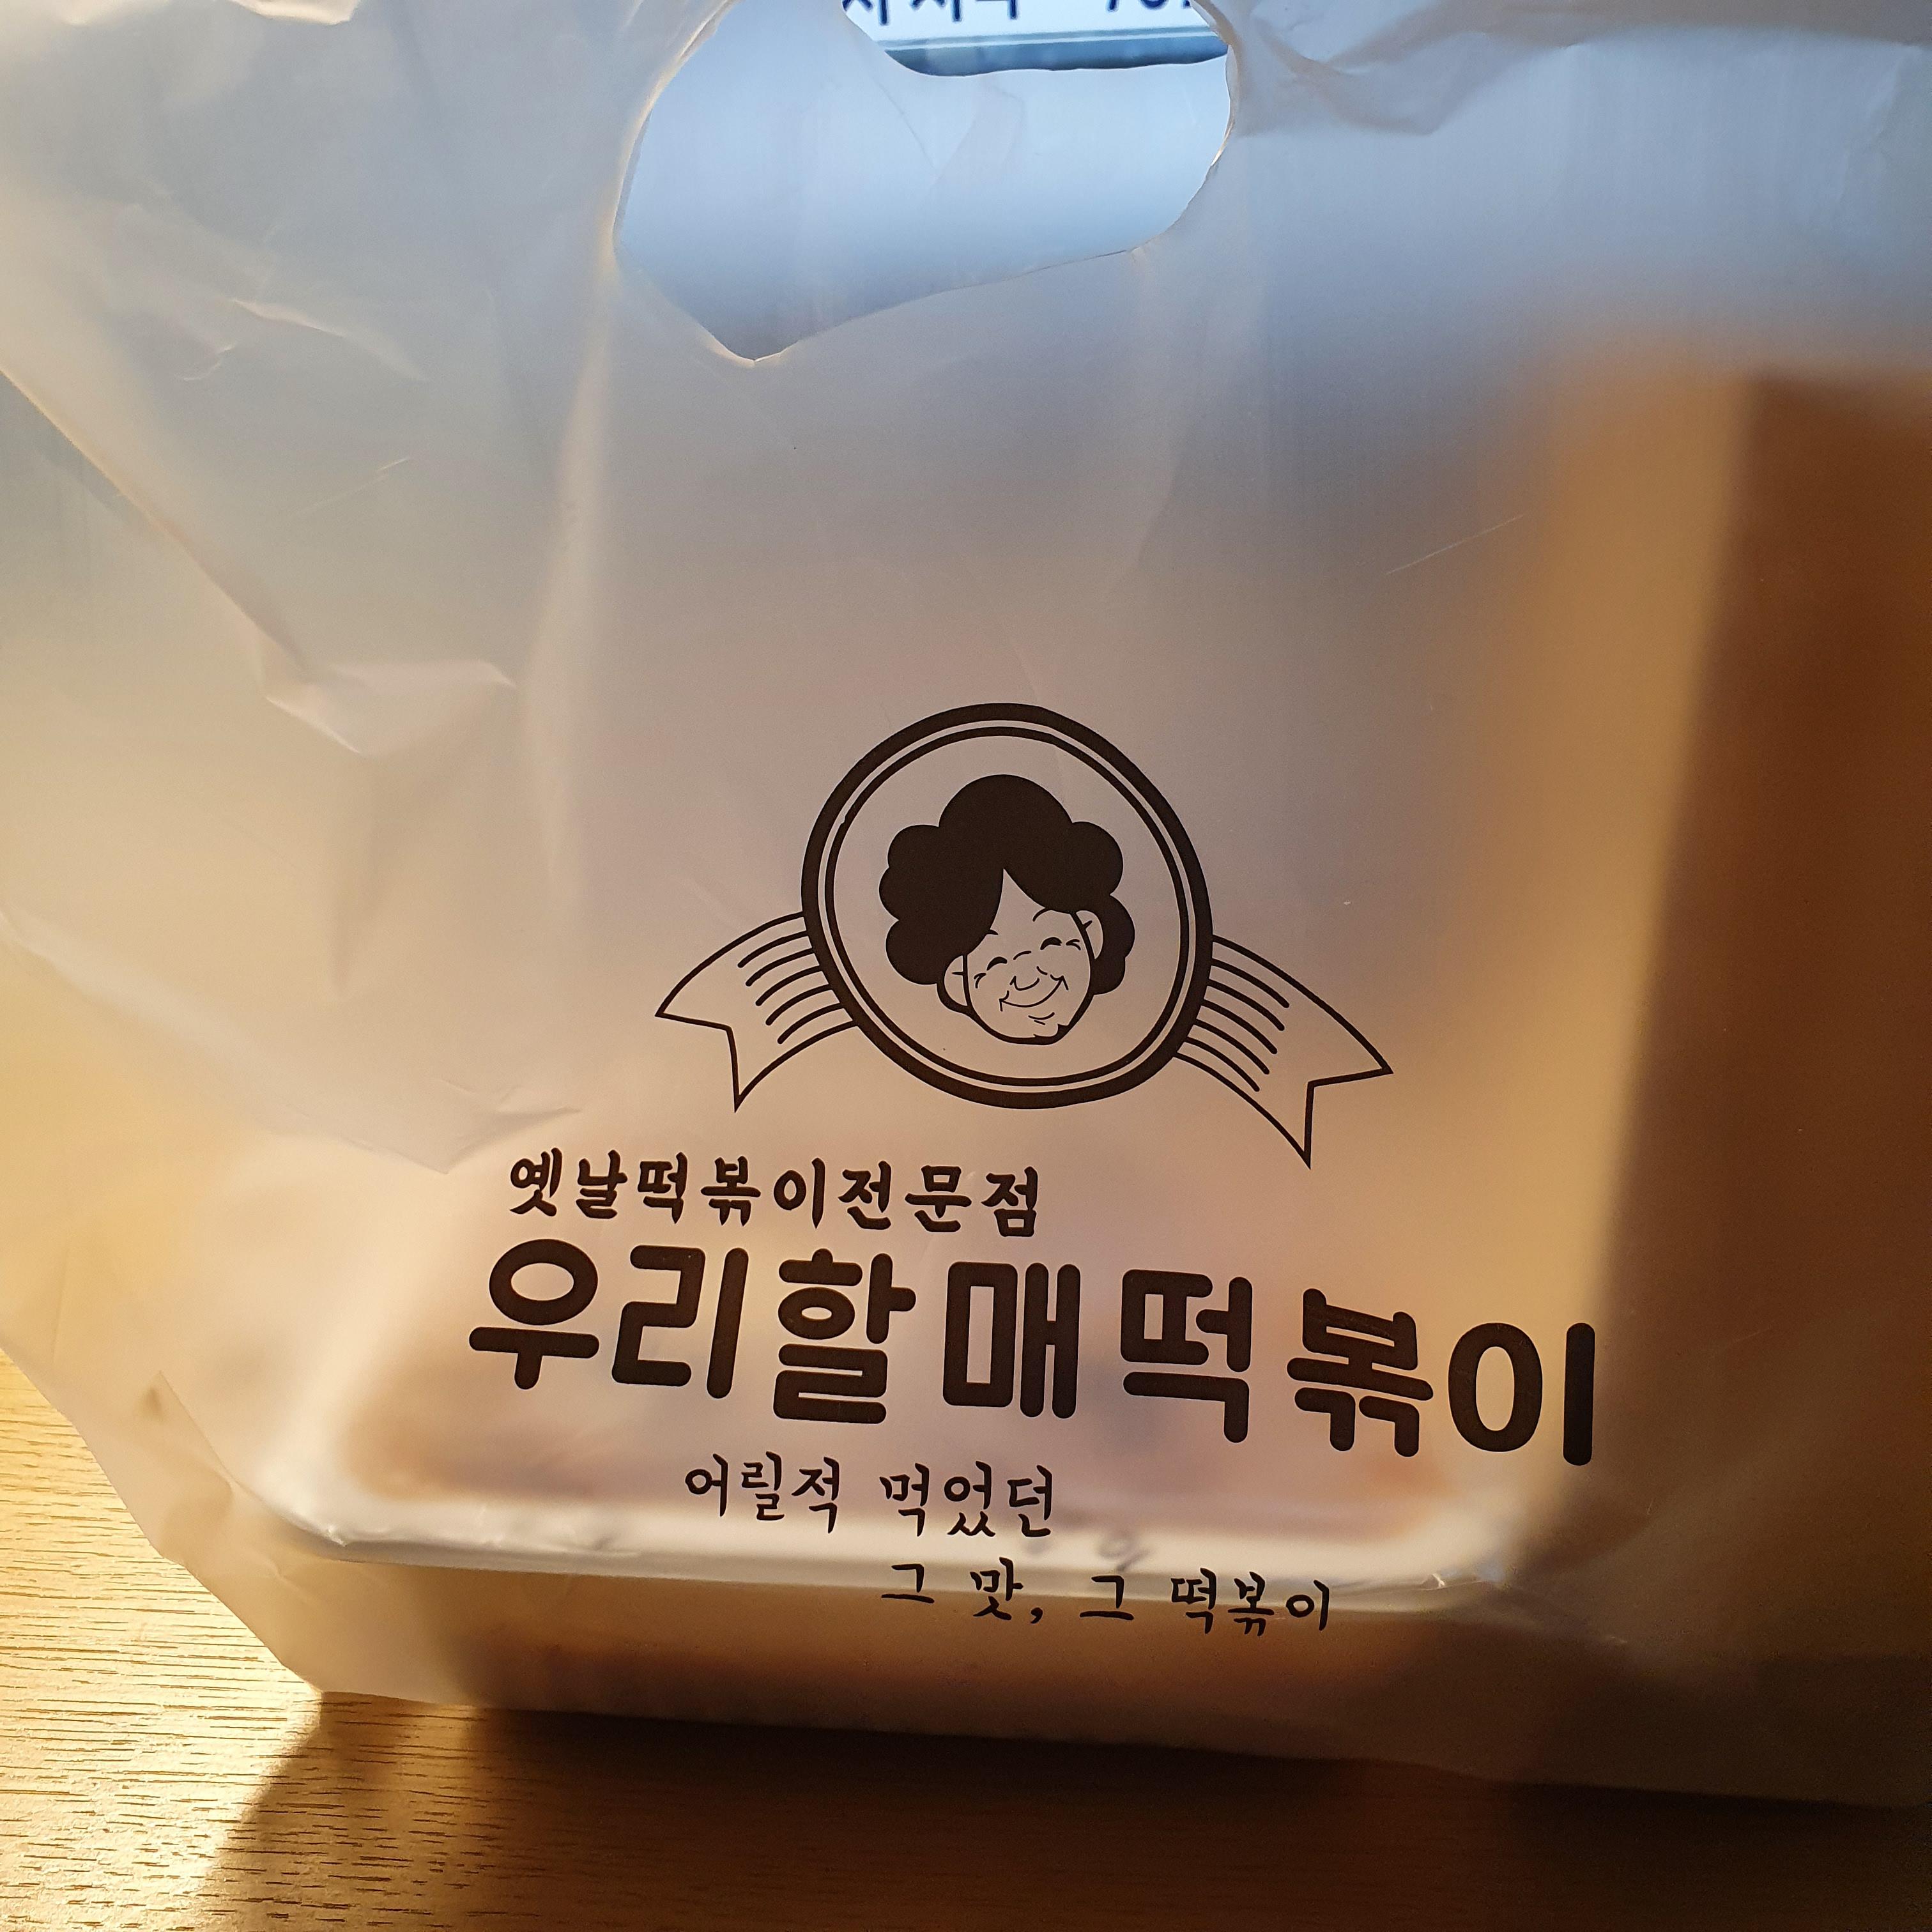 옛날떡볶이전문점
우리할매떡볶이
어릴적 먹었던
그 맛, 그 떡볶이